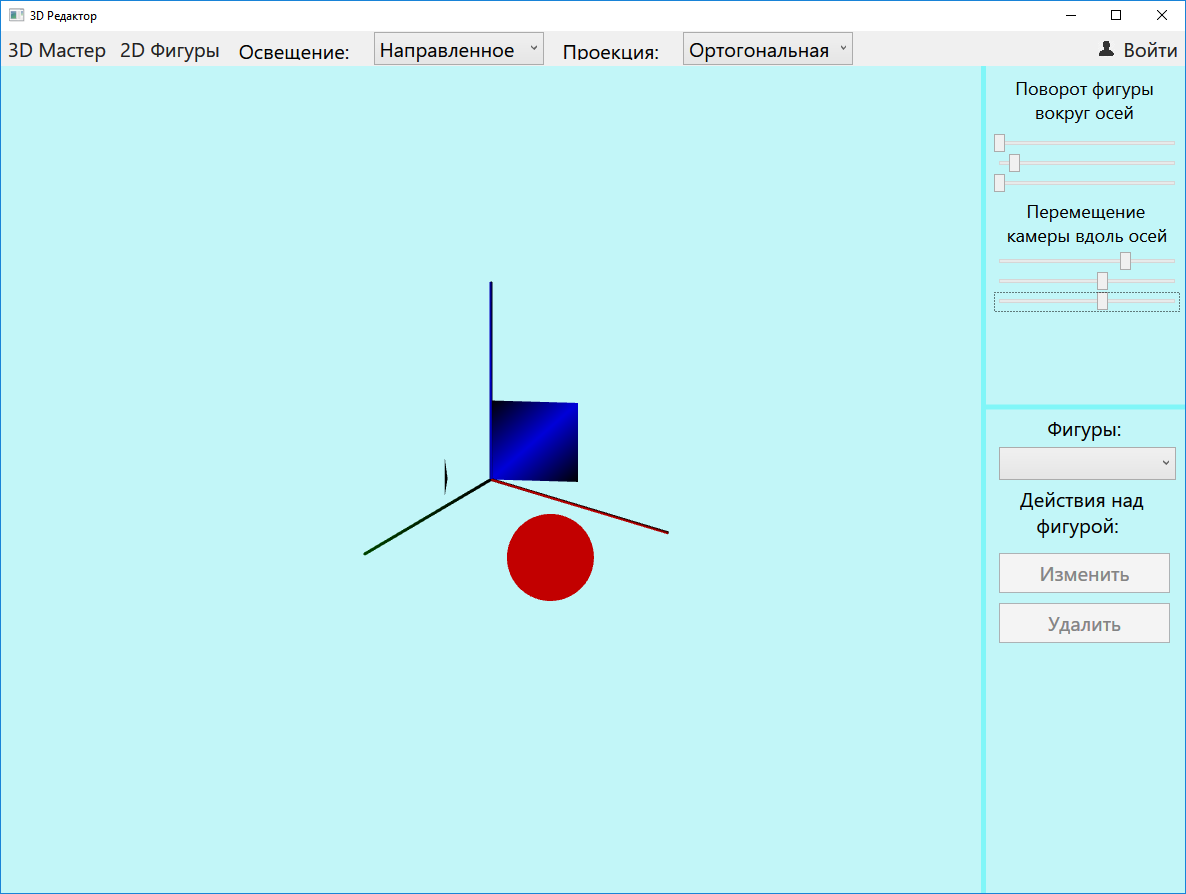 3D Редактор
3D Мастер 2D Фигуры Освещение: Направленное Проекция: Ортогональная Войти
Поворот фигуры
вокруг осей
Перемещение
камеры вдоль осей
Фигуры:
Действия над
фигурой:
Изменить
Удалить